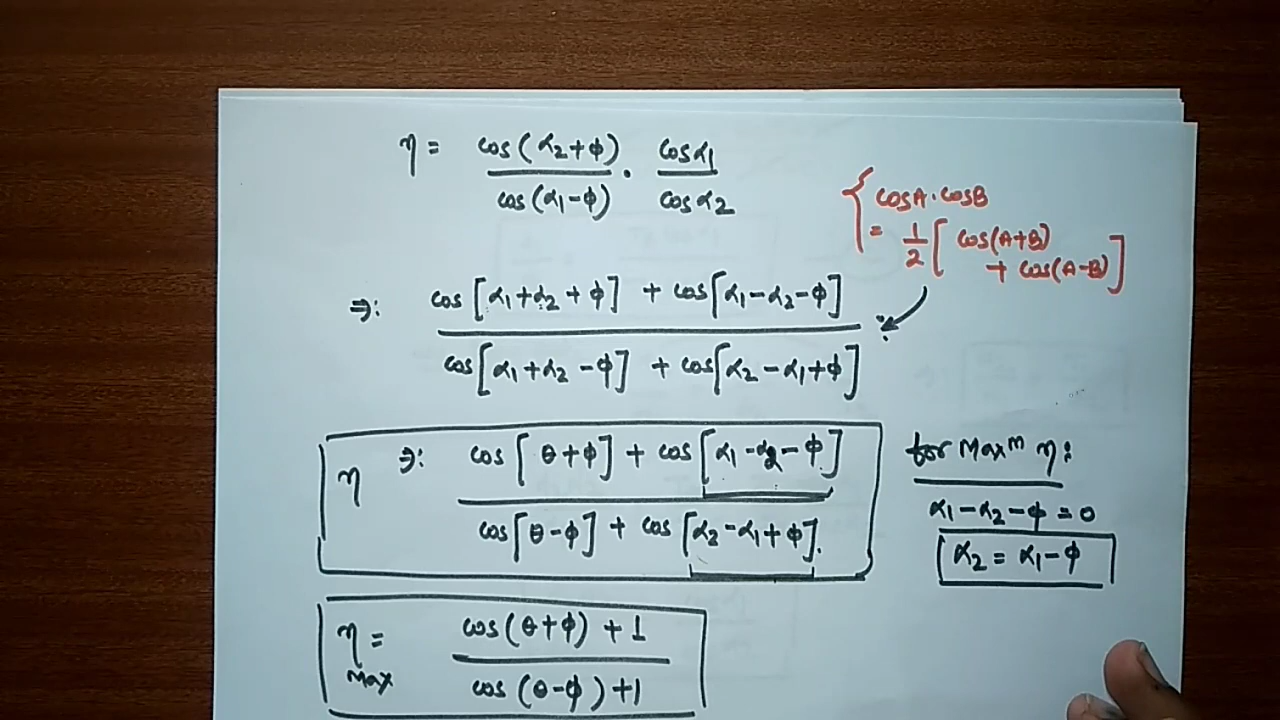 η = cos(α₂+φ)/cos(α₁-φ) · cosα₁/cosα₂
{ cosA·cosB
= 1/2 [ cos(A+B)
+ cos(A-B) ]
⇒: cos[α₁+α₂+φ] + cos[α₁-α₂-φ] / cos[α₁+α₂-φ] + cos[α₂-α₁+φ]
η ⇒: cos[θ+φ] + cos[α₁-α₂-φ] / cos[θ-φ] + cos[α₂-α₁+φ].
for Maxᵐ η:
α₁-α₂-φ = 0
α₂ = α₁-φ
η Max = cos(θ+φ)+1 / cos(θ-φ)+1